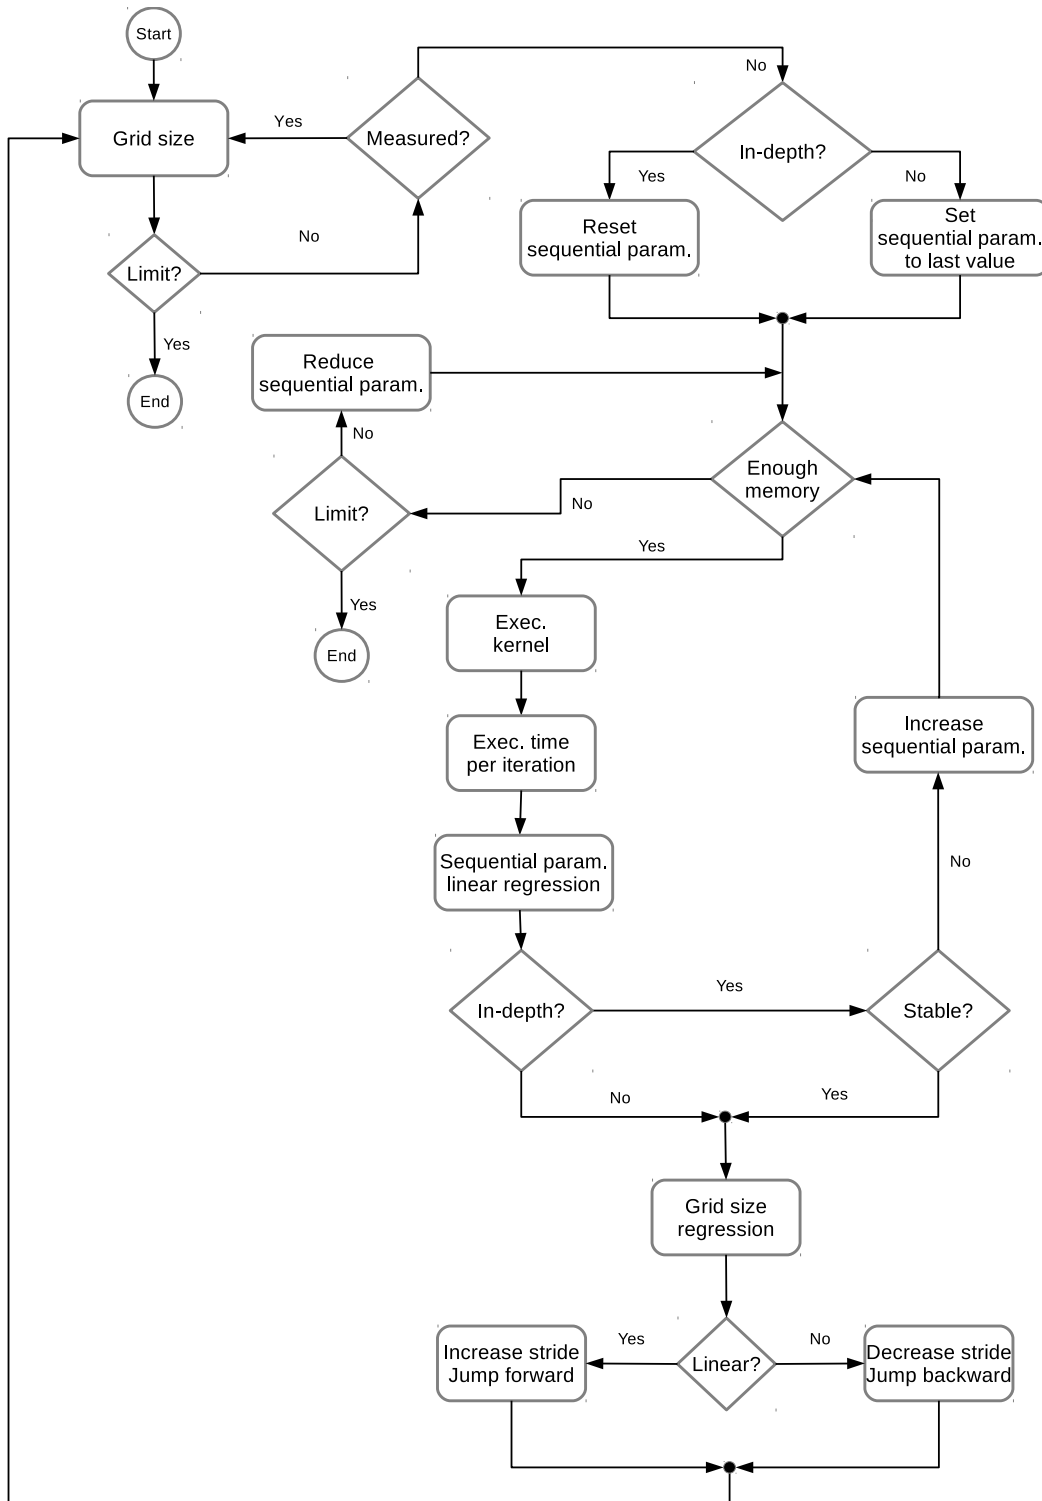 Start
No
Grid size
Yes
Measured?
In-depth?
Yes
No
Reset
sequential param.
Set
sequential param.
to last value
No
Limit?
Yes
End
Reduce
sequential param.
No
Enough
memory
Limit?
No
Yes
Yes
End
Exec.
kernel
Increase
sequential param.
Exec. time
per iteration
Sequential param.
linear regression
No
In-depth?
Yes
Stable?
No
Yes
Grid size
regression
Increase stride
Jump forward
Yes
Linear?
No
Decrease stride
Jump backward